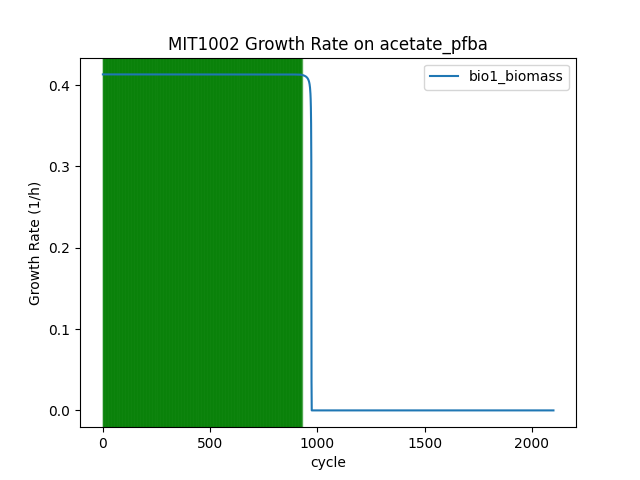 MIT1002 Growth Rate on acetate_pfba
bio1_biomass
Growth Rate (1/h)
0.4
0.3
0.2
0.1
0.0
0 500 1000 1500 2000
cycle